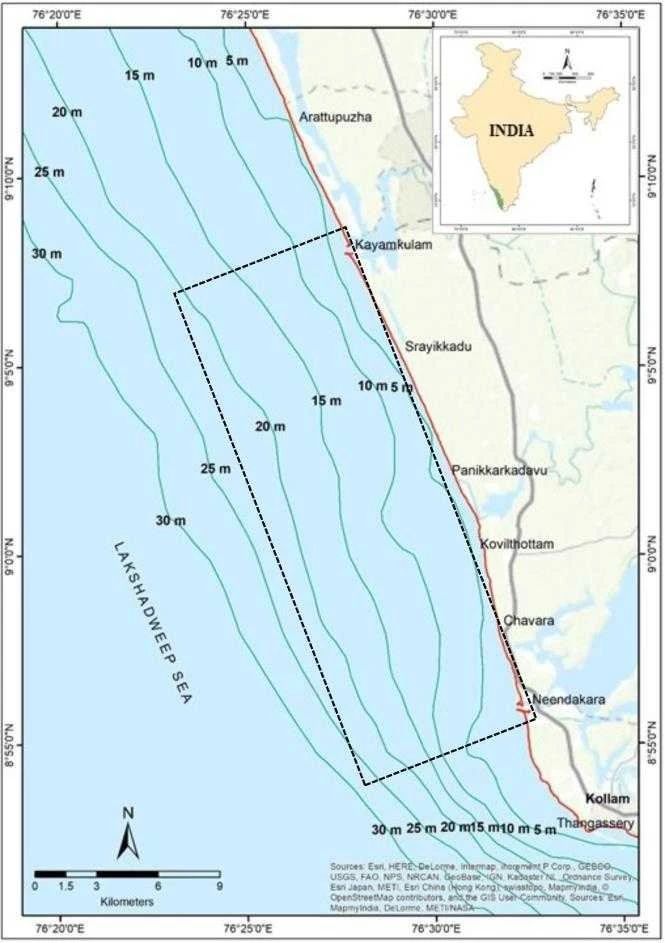 76°20'0"E 76°25'0"E 76°30'0"E 76°35'0"E
N
INDIA
5 m
10 m
15 m
20 m
25 m
30 m
Arattupuzha
9°10'0"N 9°10'0"N
Kayamkulam
Srayikkadu
9°5'0"N 9°5'0"N
10 m 5 m
15 m
20 m
25 m
30 m
Panikkarkadavu
Kovilthottam
9°0'0"N 9°0'0"N
LAKSHADWEEP SEA
Chavara
Neendakara
8°55'0"N 8°55'0"N
Kollam
Thangassery
30 m 25 m 20 m 15 m 10 m 5 m
N
0 1.5 3 6 9
Kilometers
Sources: Esri, HERE, DeLorme, Intermap, increment P Corp., GEBCO,
USGS, FAO, NPS, NRCAN, GeoBase, IGN, Kadaster NL, Ordnance Survey,
Esri Japan, METI, Esri China (Hong Kong), swisstopo, MapmyIndia, ©
OpenStreetMap contributors, and the GIS User Community, Sources: Esri,
MapmyIndia, DeLorme, METI/NASA
76°20'0"E 76°25'0"E 76°30'0"E 76°35'0"E